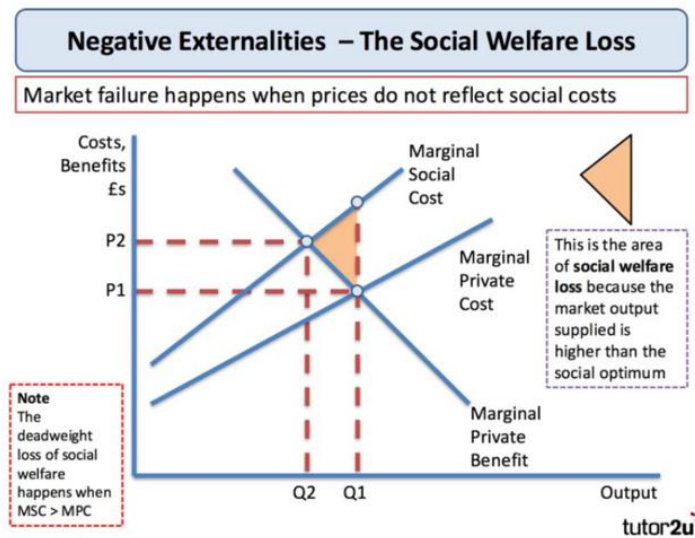 Negative Externalities – The Social Welfare Loss
Market failure happens when prices do not reflect social costs
Costs,
Benefits
£s
P2
P1
Marginal
Social
Cost
Marginal
Private
Cost
Marginal
Private
Benefit
This is the area
of social welfare
loss because the
market output
supplied is
higher than the
social optimum
Note
The
deadweight
loss of social
welfare
happens when
MSC > MPC
Q2
Q1
Output
tutor2u